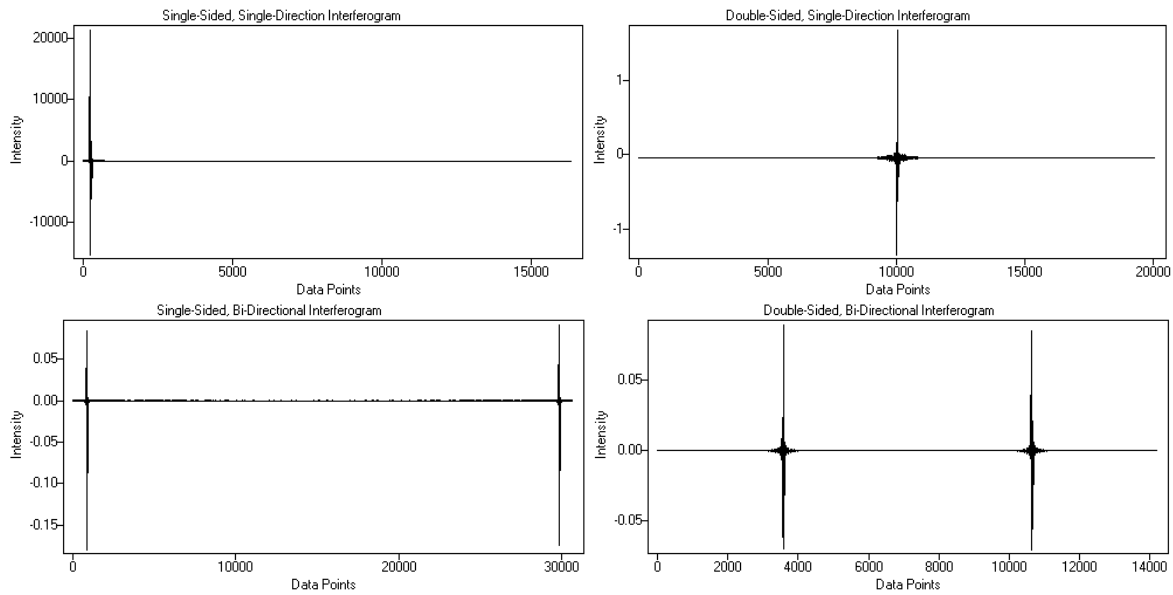 Single-Sided, Single-Direction Interferogram
20000
10000
0
-10000
Intensity
0 5000 10000 15000
Data Points
Double-Sided, Single-Direction Interferogram
1
0
-1
Intensity
0 5000 10000 15000 20000
Data Points
Single-Sided, Bi-Directional Interferogram
0.05
0.00
-0.05
-0.10
-0.15
Intensity
0 10000 20000 30000
Data Points
Double-Sided, Bi-Directional Interferogram
0.05
0.00
-0.05
Intensity
0 2000 4000 6000 8000 10000 12000 14000
Data Points